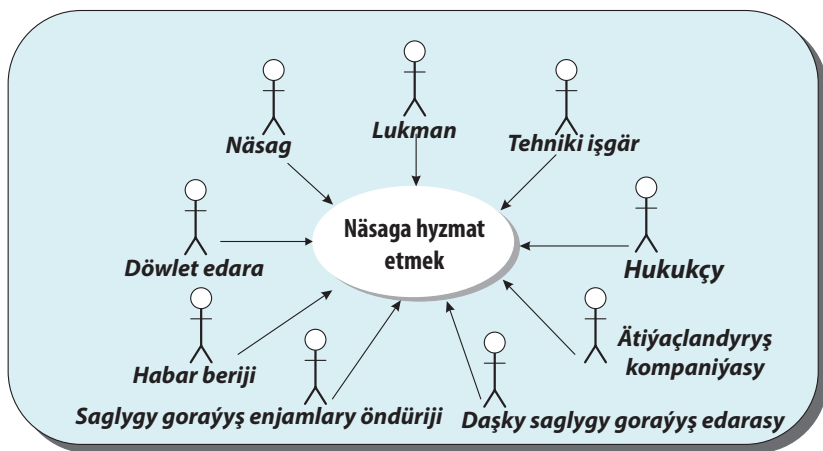 Lukman
Näsag
Tehniki işgär
Näsaga hyzmat
etmek
Döwlet edara
Hukukçy
Habar beriji
Ätiýaçlandyryş
kompaniýasy
Saglygy goraýyş enjamlary öndüriji
Daşky saglygy goraýyş edarasy